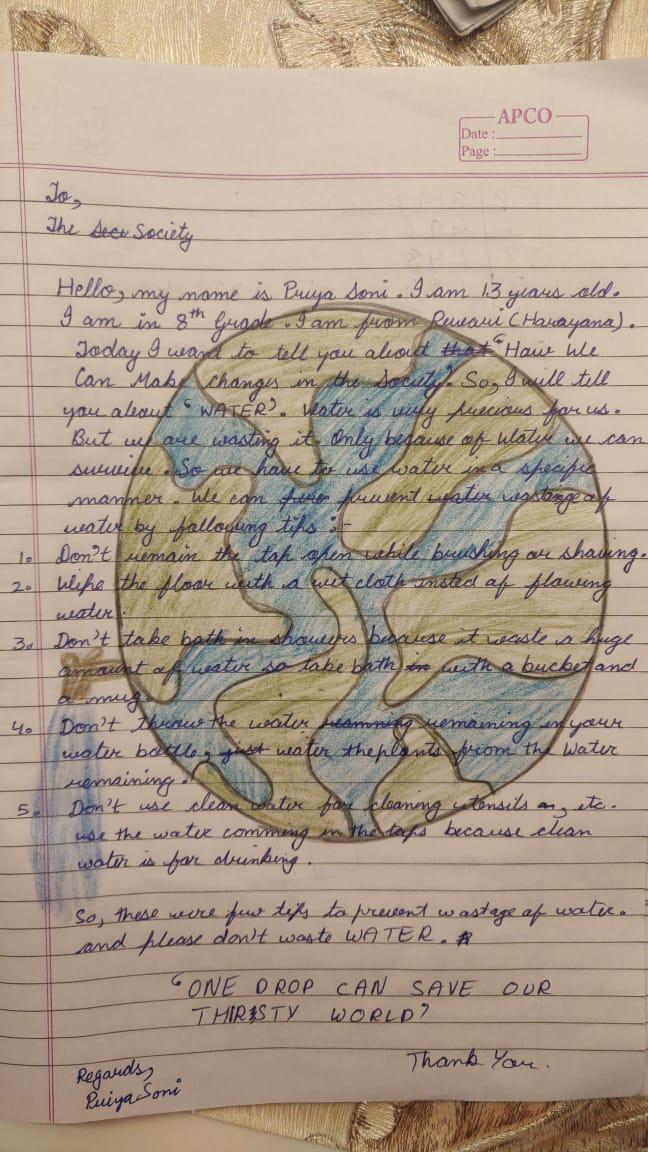 APCO
Date :
Page :
To,
The Society
Hello, my name is Priya Soni. I am 13 years old.
I am in 8th Grade. I am from Rewari (Harayana).
Today I want to tell you about that "How We
Can Make changes in the Society". So, I will tell
you about "WATER". Water is very precious for us.
But we are wasting it. Only because of Water we can
survive. So we have to use water in a specific
manner. We can prevent water wastange of
water by following tips :-
1. Don't remain the tap open while brushing or shaving.
2. Wipe the floor with a wet cloth insted of flowing
water.
3. Don't take bath in showers because it waste a huge
amount of water so take bath in with a bucket and
a mug.
4. Don't throw the water remaining in your
water bottle, just water the plants from the Water
remaining.
5. Don't use clean water for cleaning utensils etc.
use the water comming in the taps because clean
water is for drinking.
So, these were few tips to prevent wastage of water.
and please don't waste WATER.
"ONE DROP CAN SAVE OUR
THIRSTY WORLD"
Thank You.
Regards,
Priya Soni